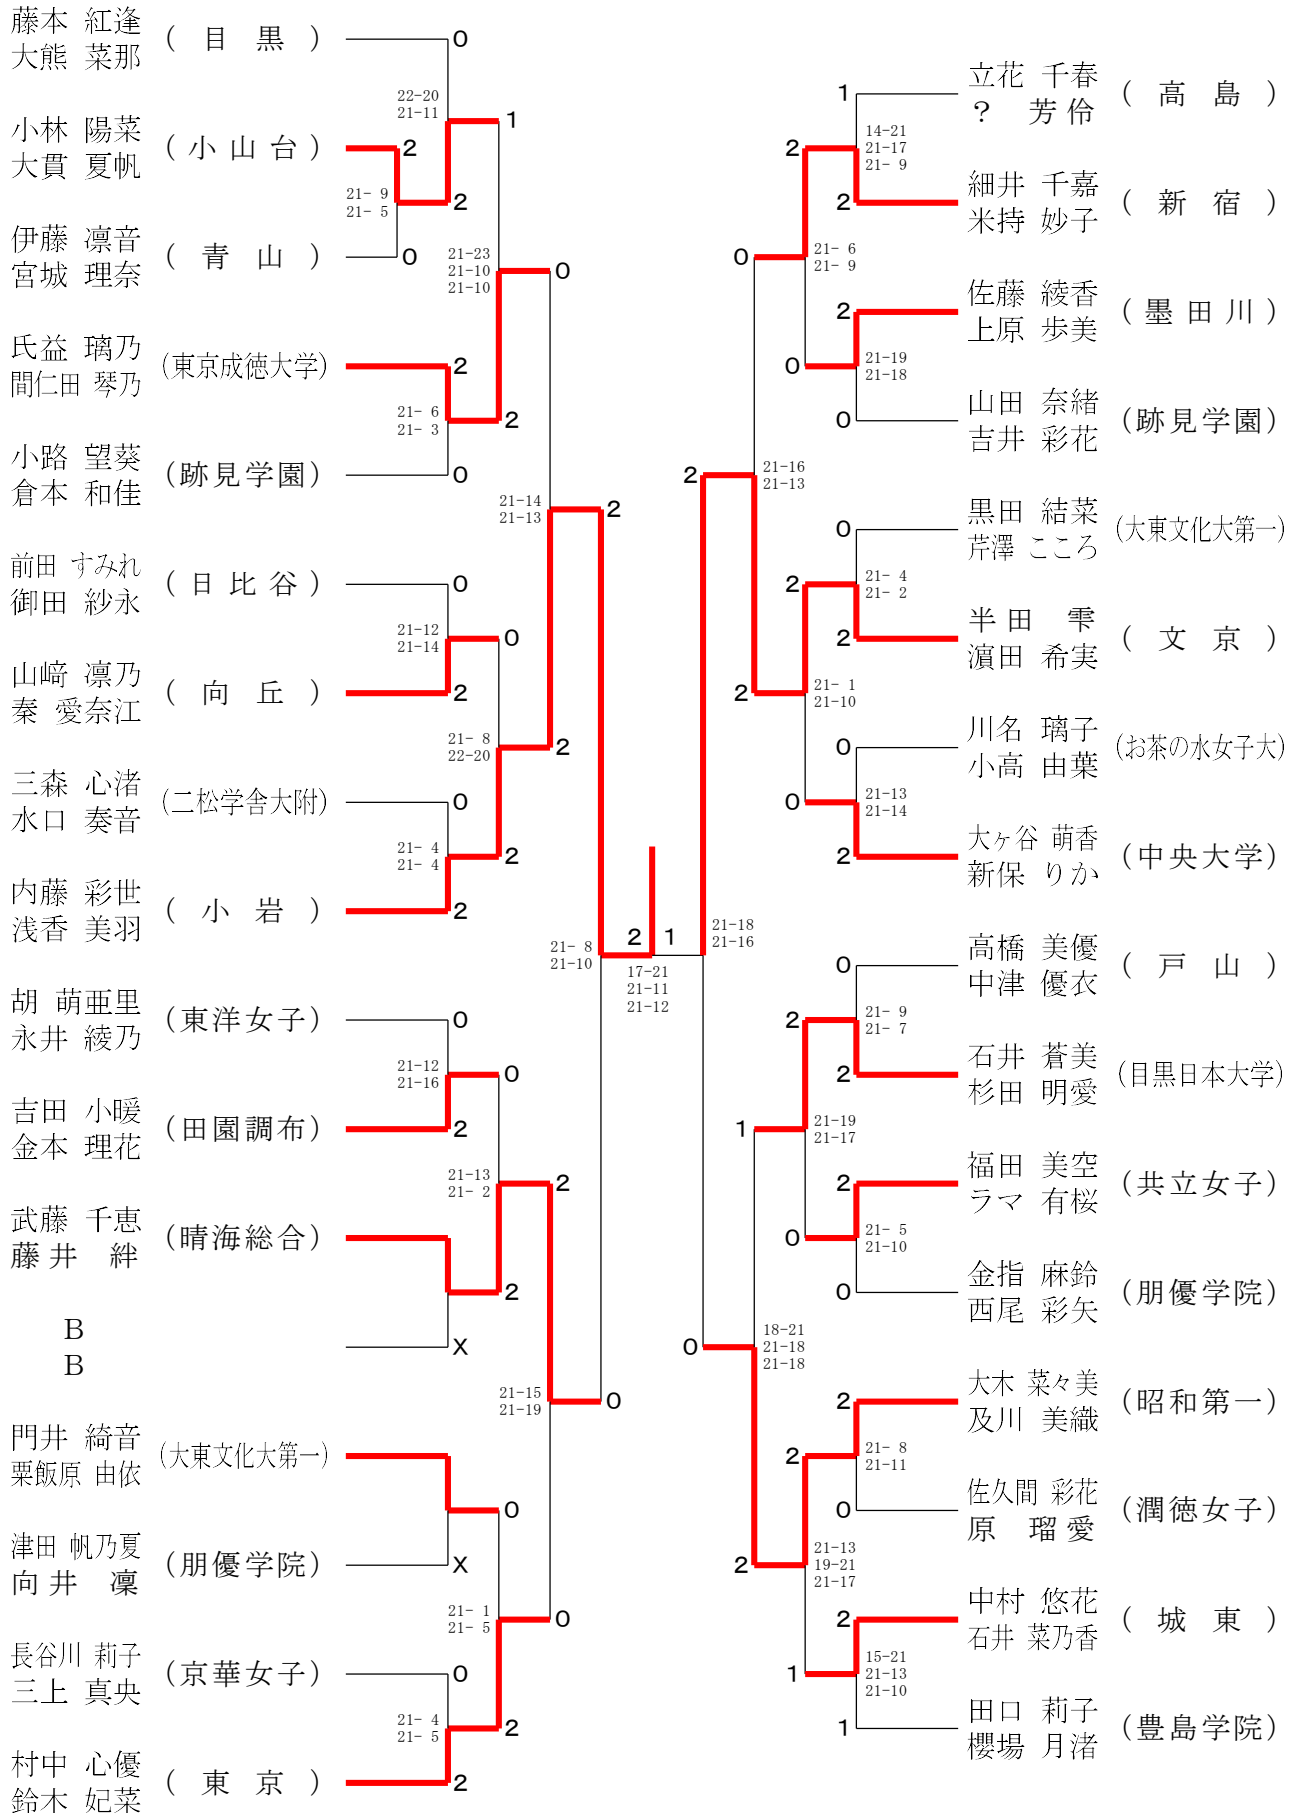 藤本 紅逢
大熊 菜那
( 目 黒 )
0
22-20
21-11
1
小林 陽菜
大貫 夏帆
( 小 山 台 )
2
21- 9
21- 5
2
伊藤 凛音
宮城 理奈
( 青 山 )
0
21-23
21-10
21-10
0
氏益 璃乃
間仁田 琴乃
(東京成徳大学)
2
21- 6
21- 3
2
小路 望葵
倉本 和佳
(跡見学園)
0
21-14
21-13
2
前田 すみれ
御田 紗永
( 日 比 谷 )
0
21-12
21-14
0
山﨑 凛乃
秦 愛奈江
( 向 丘 )
2
21- 8
22-20
2
三森 心渚
水口 奏音
(二松学舎大附)
0
21- 4
21- 4
2
内藤 彩世
浅香 美羽
( 小 岩 )
2
21- 8
21-10
2 1
17-21
21-11
21-12
胡 萌亜里
永井 綾乃
(東洋女子)
0
21-12
21-16
0
吉田 小暖
金本 理花
(田園調布)
2
21-13
21- 2
2
武藤 千恵
藤井 絆
(晴海総合)
2
B
B
X
21-15
21-19
0
門井 綺音
粟飯原 由依
(大東文化大第一)
0
津田 帆乃夏
向井 凜
(朋優学院)
X
21- 1
21- 5
0
長谷川 莉子
三上 真央
(京華女子)
0
21- 4
21- 5
2
村中 心優
鈴木 妃菜
( 東 京 )
2
1
立花 千春
? 芳伶
( 高 島 )
2
14-21
21-17
21- 9
2
細井 千嘉
米持 妙子
( 新 宿 )
0
21- 6
21- 9
2
佐藤 綾香
上原 歩美
( 墨 田 川 )
0
21-19
21-18
0
山田 奈緒
吉井 彩花
(跡見学園)
2
21-16
21-13
0
黒田 結菜
芹澤 こころ
(大東文化大第一)
2
21- 4
21- 2
2
半田 雫
濵田 希実
( 文 京 )
2
21- 1
21-10
0
川名 璃子
小高 由葉
(お茶の水女子大)
0
21-13
21-14
2
大ヶ谷 萌香
新保 りか
(中央大学)
21-18
21-16
0
高橋 美優
中津 優衣
( 戸 山 )
2
21- 9
21- 7
2
石井 蒼美
杉田 明愛
(目黒日本大学)
1
21-19
21-17
2
福田 美空
ラマ 有桜
(共立女子)
0
21- 5
21-10
0
金指 麻鈴
西尾 彩矢
(朋優学院)
0
18-21
21-18
21-18
2
大木 菜々美
及川 美織
(昭和第一)
2
21- 8
21-11
0
佐久間 彩花
原 瑠愛
(潤徳女子)
2
21-13
19-21
21-17
2
中村 悠花
石井 菜乃香
( 城 東 )
1
15-21
21-13
21-10
1
田口 莉子
櫻場 月渚
(豊島学院)